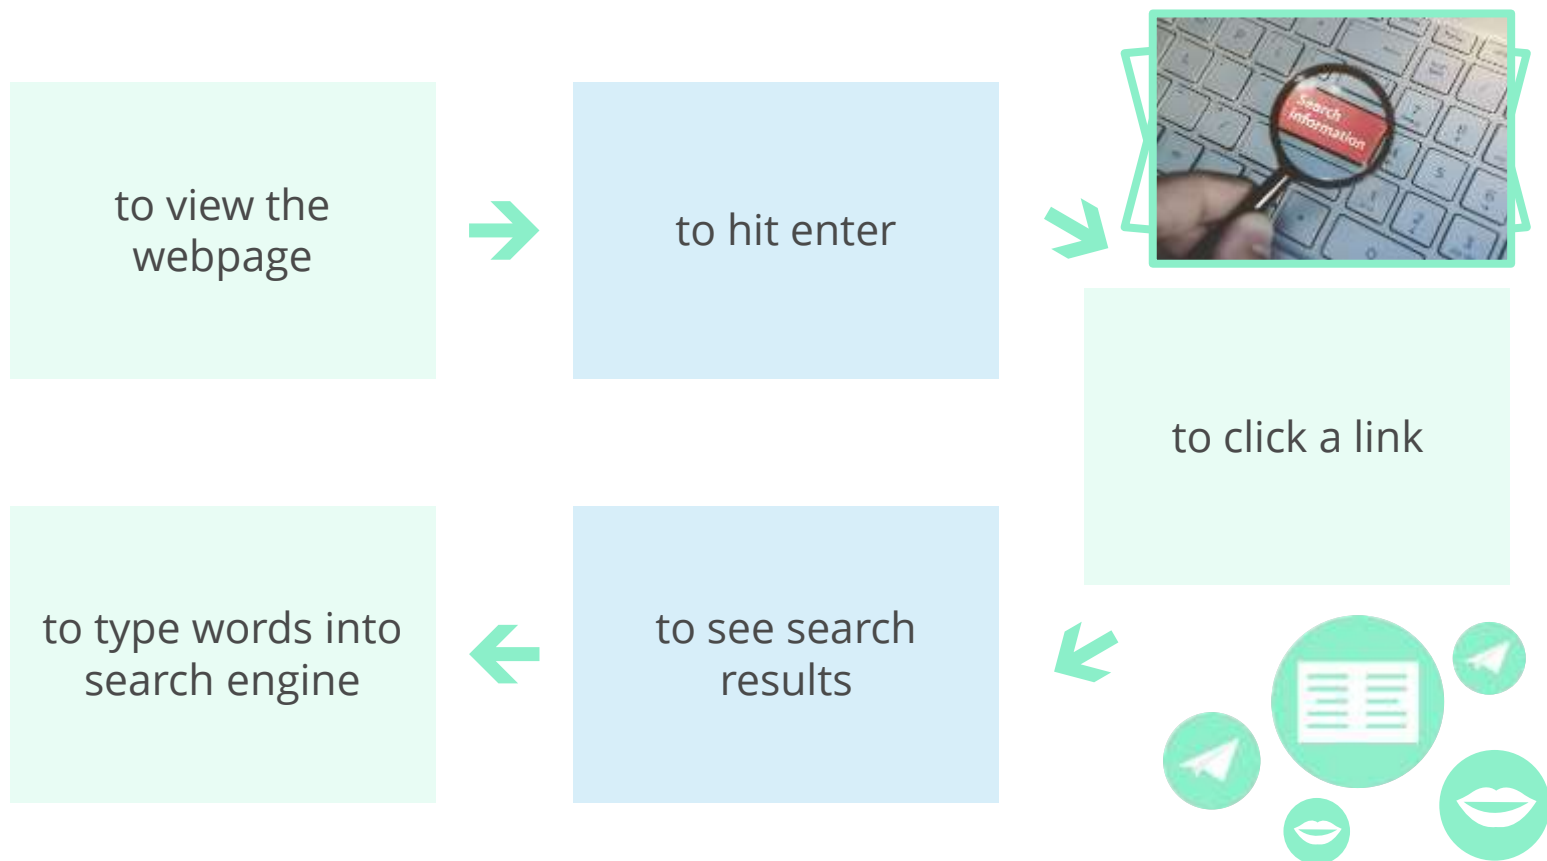 to view the
webpage
to hit enter
Search
information
to click a link
to see search
results
to type words into
search engine